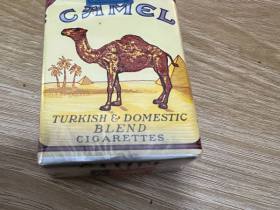 CAMEL
TURKISH & DOMESTIC
BLEND
CIGARETTES